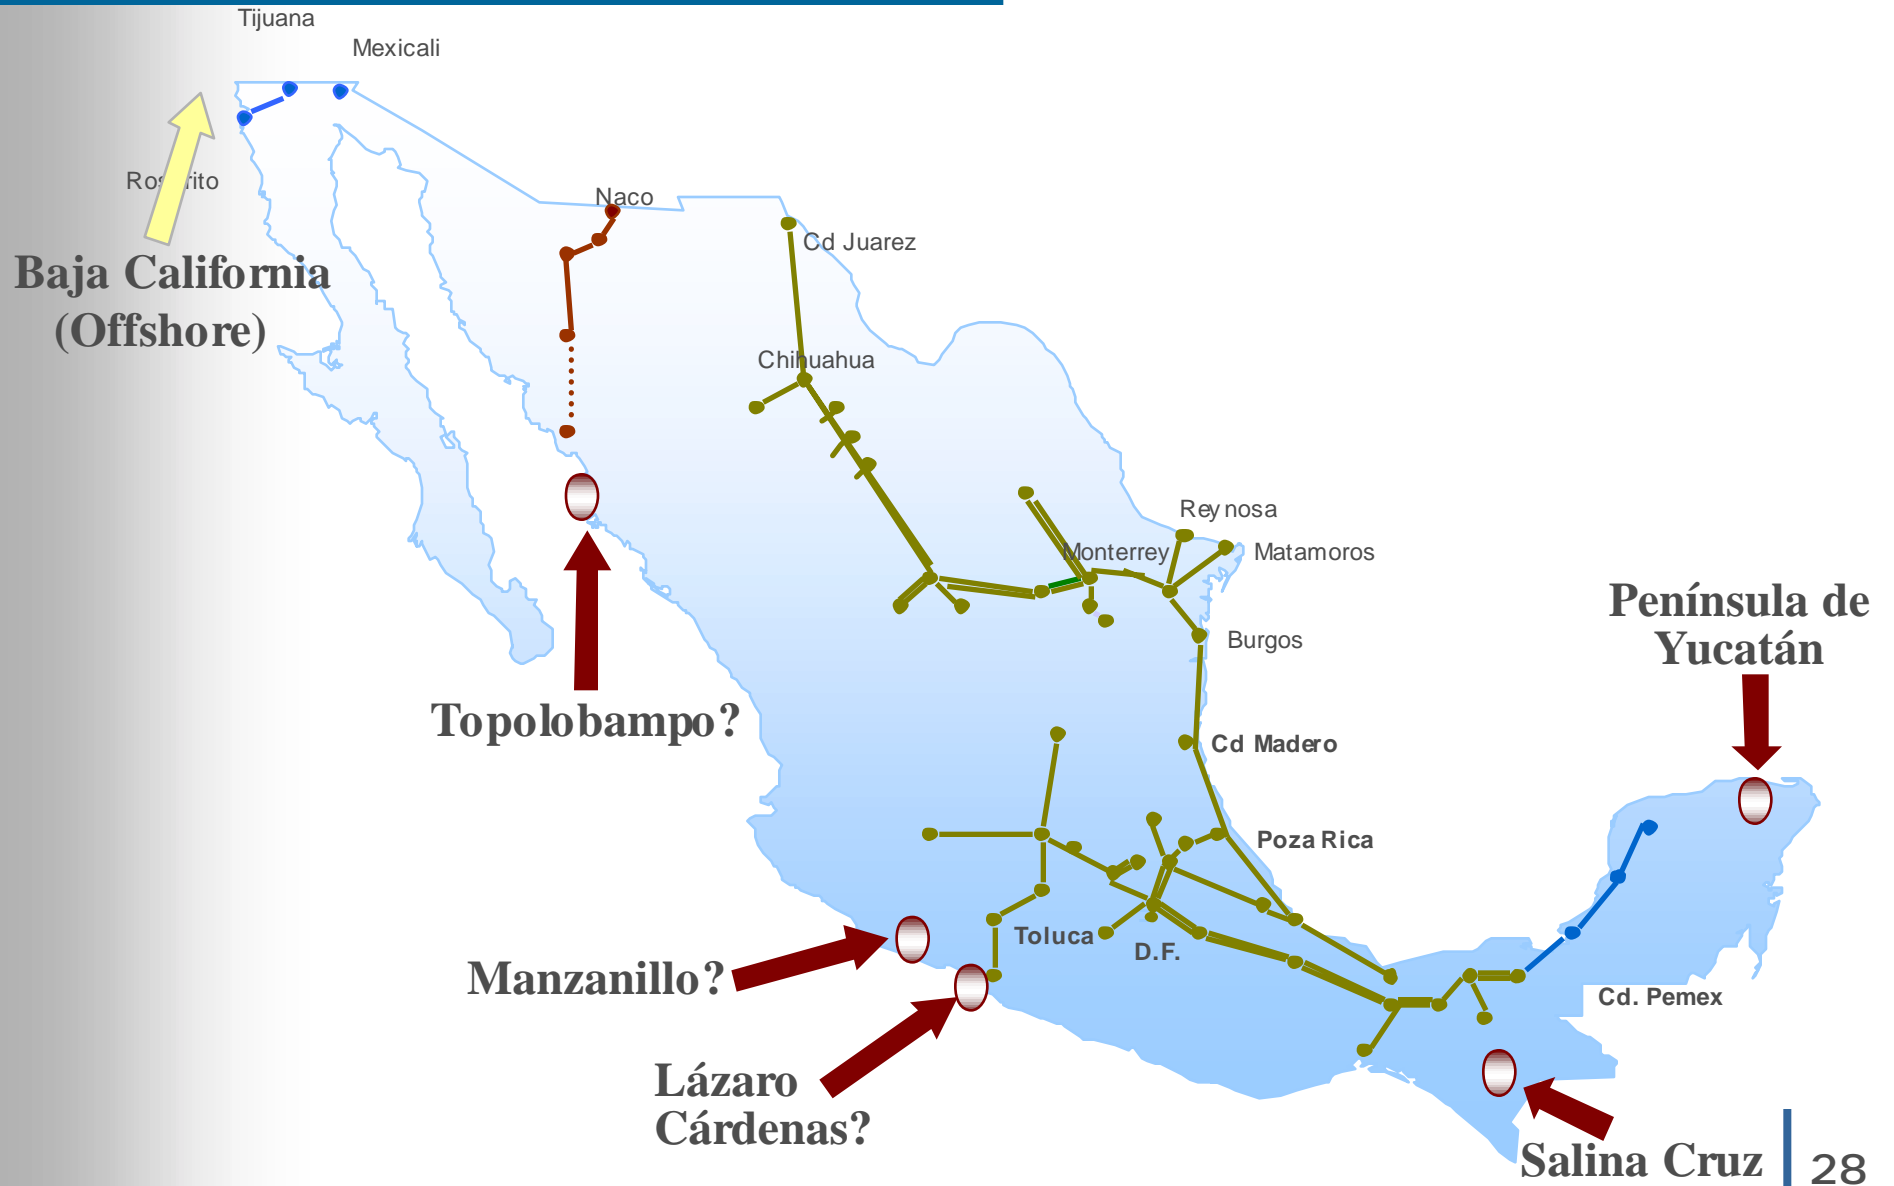 Tijuana
Mexicali
Rosarito
Naco
Baja California
(Offshore)
Cd Juarez
Chihuahua
Reynosa
Monterrey
Matamoros
Península de
Yucatán
Burgos
Topolobampo?
Cd Madero
Poza Rica
Toluca
D.F.
Manzanillo?
Cd. Pemex
Lázaro
Cárdenas?
Salina Cruz
28